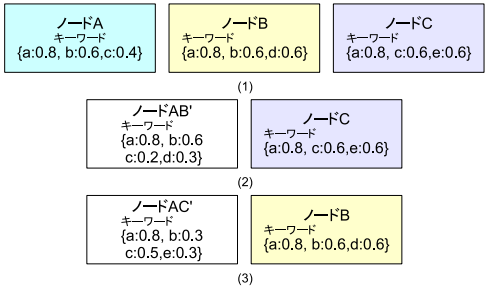 ノードA
キーワード
{a:0.8, b:0.6,c:0.4}
ノードB
キーワード
{a:0.8, b:0.6,d:0.6}
ノードC
キーワード
{a:0.8, c:0.6,e:0.6}
(1)
ノードAB'
キーワード
{a:0.8, b:0.6
c:0.2,d:0.3}
ノードC
キーワード
{a:0.8, c:0.6,e:0.6}
(2)
ノードAC'
キーワード
{a:0.8, b:0.3
c:0.5,e:0.3}
ノードB
キーワード
{a:0.8, b:0.6,d:0.6}
(3)